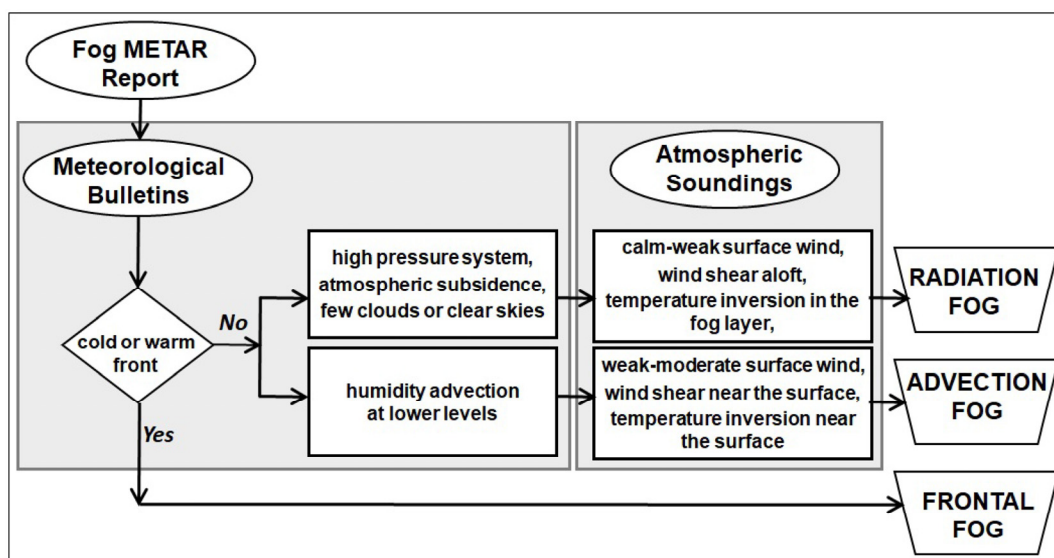 Fog METAR
Report
Meteorological
Bulletins
Atmospheric
Soundings
cold or warm
front
No
Yes
high pressure system,
atmospheric subsidence,
few clouds or clear skies
calm-weak surface wind,
wind shear aloft,
temperature inversion in the
fog layer,
RADIATION
FOG
humidity advection
at lower levels
weak-moderate surface wind,
wind shear near the surface,
temperature inversion near
the surface
ADVECTION
FOG
FRONTAL
FOG